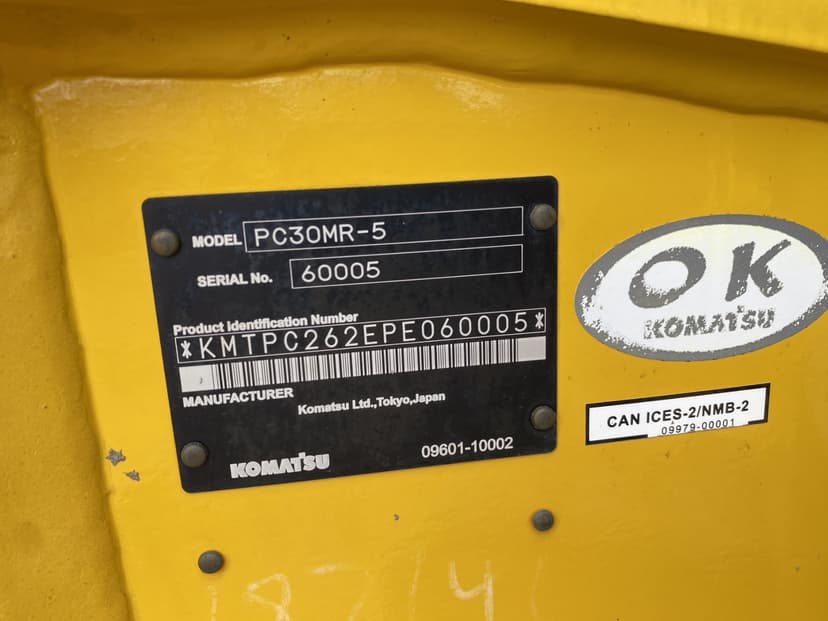 MODEL PC30MR-5
SERIAL No. 60005
Product Identification Number
*KMTPC262EPE060005*
MANUFACTURER
Komatsu Ltd.,Tokyo,Japan
KOMATSU 09601-10002
OK
KOMATSU
CAN ICES-2/NMB-2
09979-00001